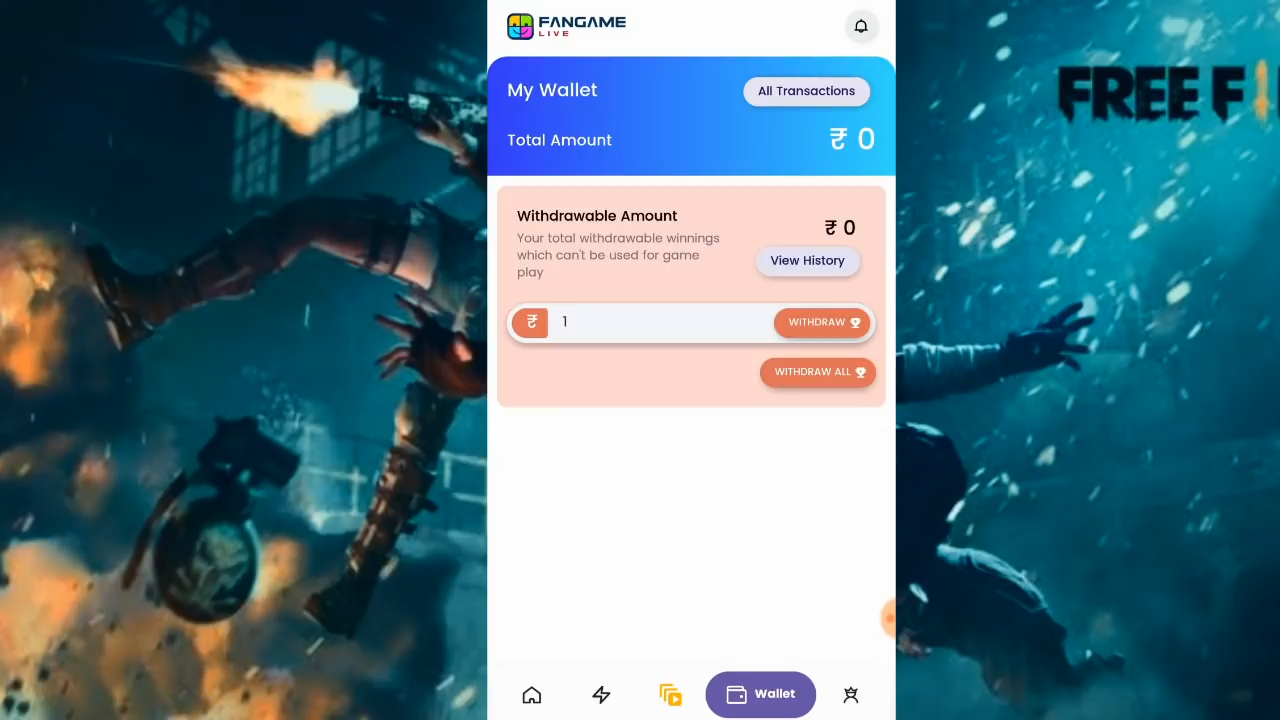 FANGAME
LIVE
FREE F
My Wallet
All Transactions
Total Amount
₹ 0
Withdrawable Amount
₹ 0
Your total withdrawable winnings
which can't be used for game
play
View History
₹ 1
WITHDRAW
WITHDRAW ALL
Wallet